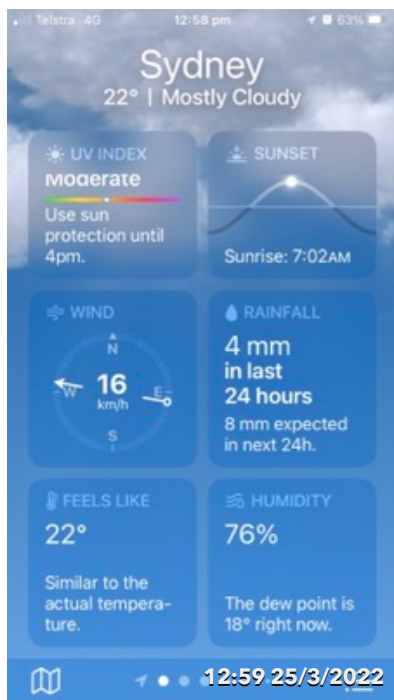 Telstra 4G 12:58 pm 63%
Sydney
22° | Mostly Cloudy
UV INDEX
Moderate
Use sun
protection until
4pm.
SUNSET
Sunrise: 7:02AM
WIND
N
W 16 E
km/h
S
RAINFALL
4 mm
in last
24 hours
8 mm expected
in next 24h.
FEELS LIKE
22°
Similar to the
actual tempera-
ture.
HUMIDITY
76%
The dew point is
18° right now.
12:59 25/3/2022